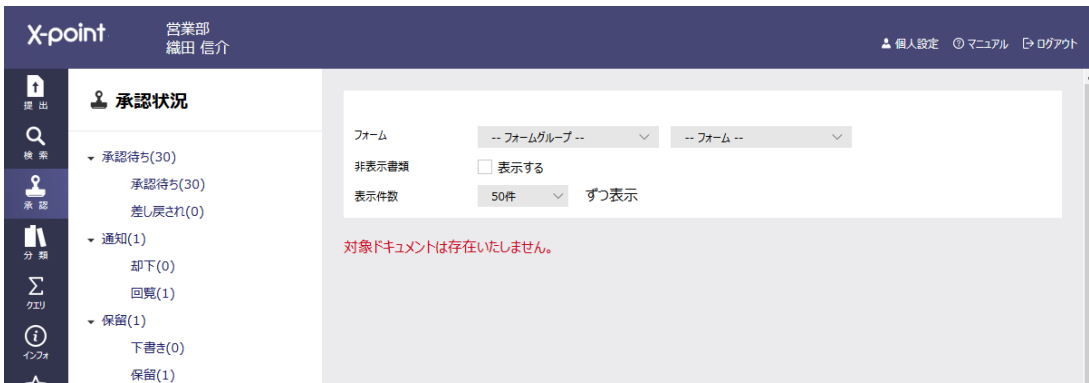 X-point
営業部
織田 信介
個人設定 マニュアル ログアウト
提出
検索
承認
分類
クエリ
インフォ
承認状況
承認待ち(30)
承認待ち(30)
差し戻され(0)
通知(1)
却下(0)
回覧(1)
保留(1)
下書き(0)
保留(1)
フォーム -- フォームグループ -- -- フォーム --
非表示書類 表示する
表示件数 50件 ずつ表示
対象ドキュメントは存在いたしません。